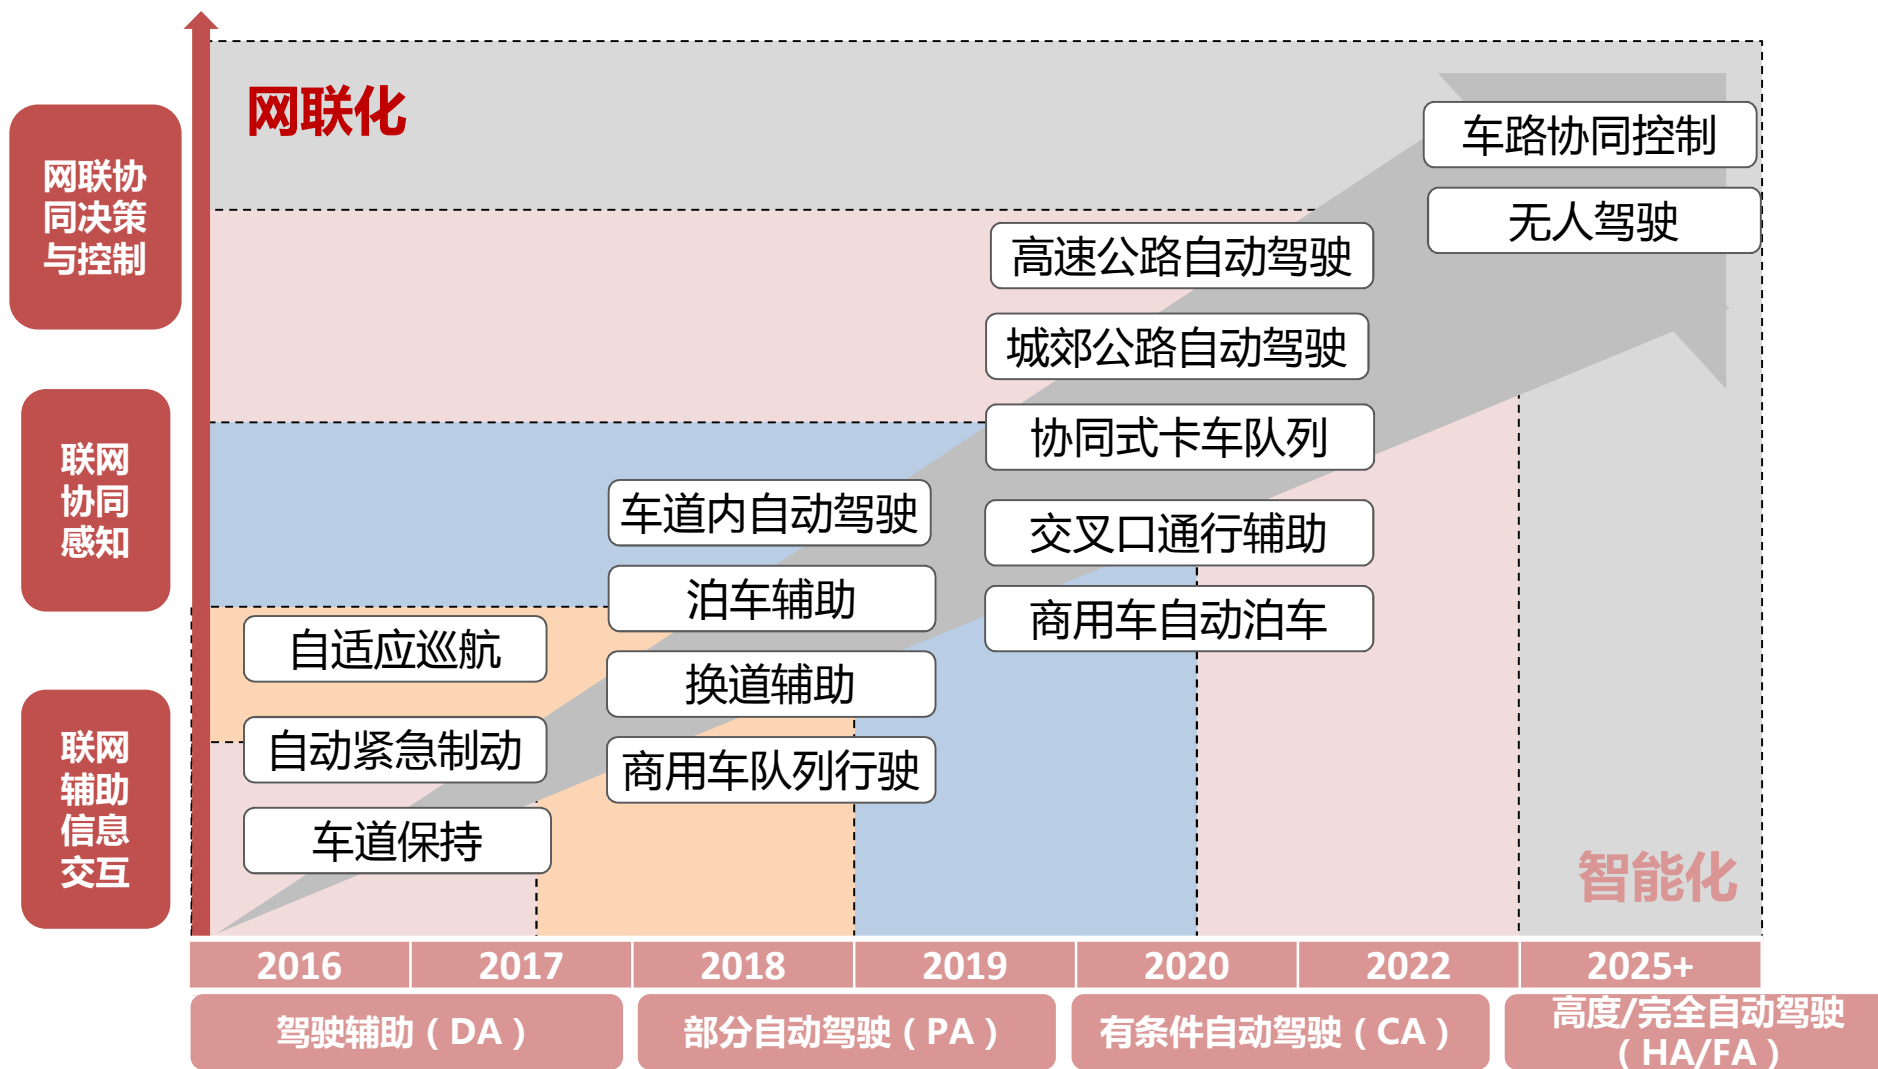 网联化
网联协
同决策
与控制
联网
协同
感知
联网
辅助
信息
交互
自适应巡航
自动紧急制动
车道保持
车道内自动驾驶
泊车辅助
换道辅助
商用车队列行驶
高速公路自动驾驶
城郊公路自动驾驶
协同式卡车队列
交叉口通行辅助
商用车自动泊车
车路协同控制
无人驾驶
智能化
2016
2017
2018
2019
2020
2022
2025+
驾驶辅助（DA）
部分自动驾驶（PA）
有条件自动驾驶（CA）
高度/完全自动驾驶
（HA/FA）